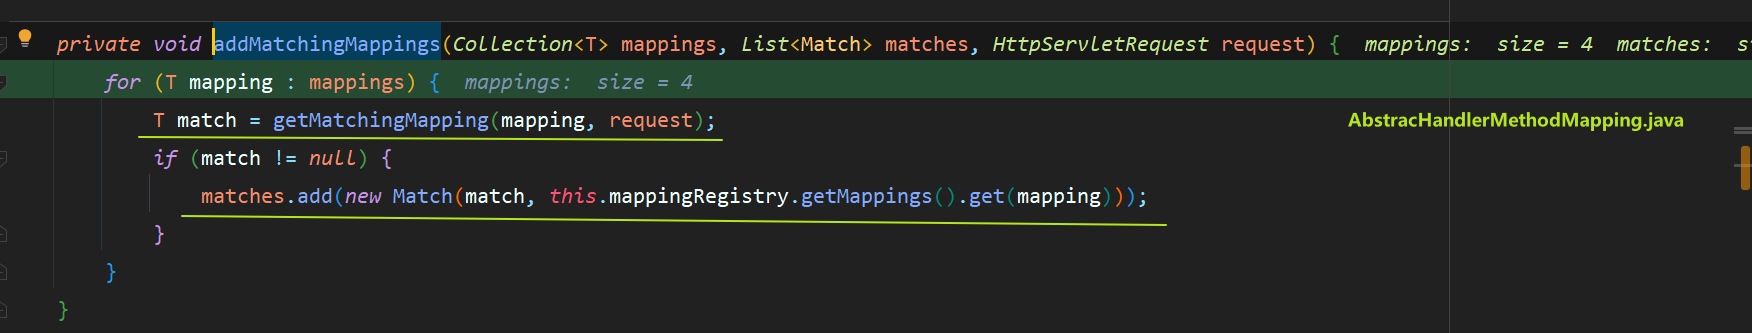 private void addMatchingMappings(Collection<T> mappings, List<Match> matches, HttpServletRequest request) {  mappings:  size = 4  matches:  s
for (T mapping : mappings) {  mappings:  size = 4
T match = getMatchingMapping(mapping, request);
AbstracHandlerMethodMapping.java
if (match != null) {
matches.add(new Match(match, this.mappingRegistry.getMappings().get(mapping)));
}
}
}